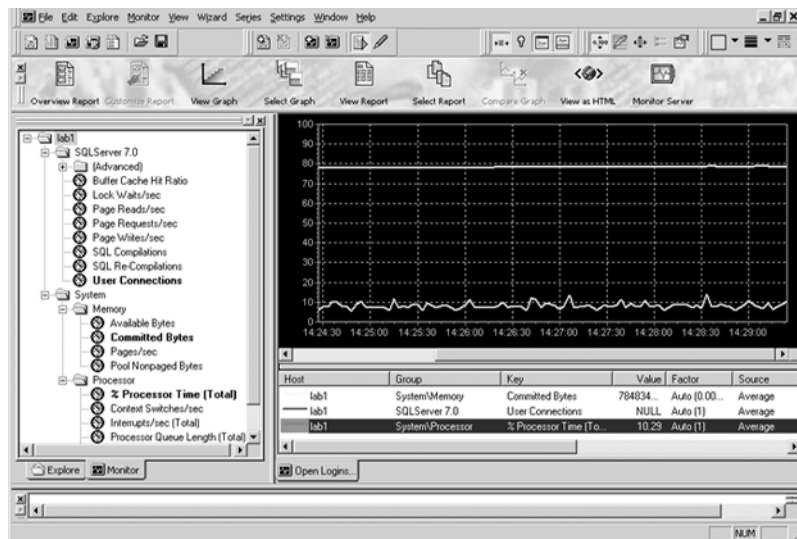 File Edit Explore Monitor View Wizard Series Settings Window Help
Overview Report Customize Report View Graph Select Graph View Report Select Report Compare Graph View as HTML Monitor Server
lab1
SQLServer 7.0
(Advanced)
Buffer Cache Hit Ratio
Lock Waits/sec
Page Reads/sec
Page Requests/sec
Page Writes/sec
SQL Compilations
SQL Re-Compilations
User Connections
System
Memory
Available Bytes
Committed Bytes
Pages/sec
Pool Nonpaged Bytes
Processor
% Processor Time (Total)
Context Switches/sec
Interrupts/sec (Total)
Processor Queue Length (Total)
Explore Monitor
100
90
80
70
60
50
40
30
20
10
0
14:24:30 14:25:00 14:25:30 14:26:00 14:26:30 14:27:00 14:27:30 14:28:00 14:28:30 14:29:00
Host Group Key Value Factor Source
lab1 System\Memory Committed Bytes 784834... Auto (0.00... Average
lab1 SQLServer 7.0 User Connections NULL Auto (1) Average
lab1 System\Processor % Processor Time (To... 10.29 Auto (1) Average
Open Logins...
NUM